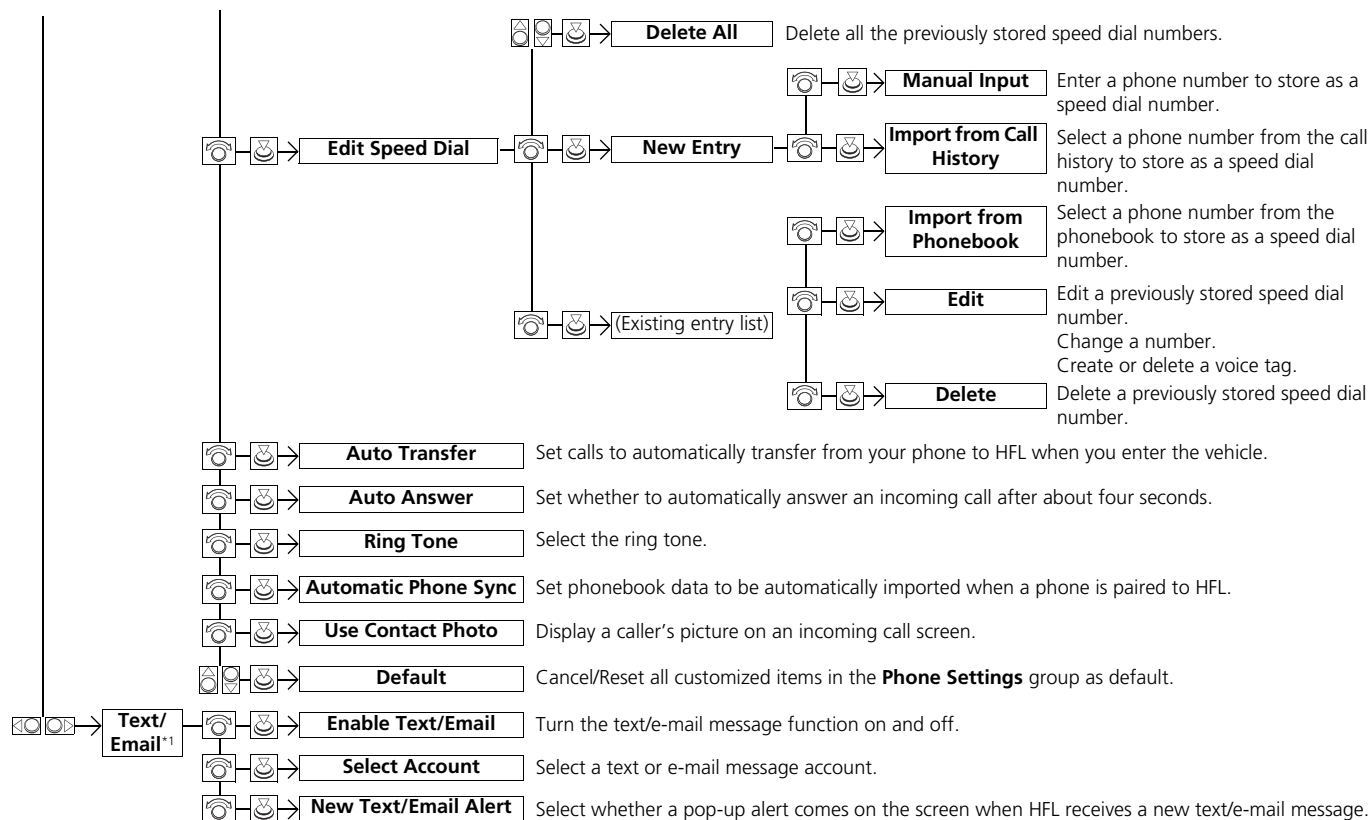 Delete All Delete all the previously stored speed dial numbers.
Manual Input Enter a phone number to store as a
speed dial number.
Edit Speed Dial New Entry Import from Call
History Select a phone number from the call
history to store as a speed dial
number.
Import from
Phonebook Select a phone number from the
phonebook to store as a speed dial
number.
(Existing entry list) Edit Edit a previously stored speed dial
number.
Change a number.
Create or delete a voice tag.
Delete Delete a previously stored speed dial
number.
Auto Transfer Set calls to automatically transfer from your phone to HFL when you enter the vehicle.
Auto Answer Set whether to automatically answer an incoming call after about four seconds.
Ring Tone Select the ring tone.
Automatic Phone Sync Set phonebook data to be automatically imported when a phone is paired to HFL.
Use Contact Photo Display a caller's picture on an incoming call screen.
Default Cancel/Reset all customized items in the Phone Settings group as default.
Text/
Email*1 Enable Text/Email Turn the text/e-mail message function on and off.
Select Account Select a text or e-mail message account.
New Text/Email Alert Select whether a pop-up alert comes on the screen when HFL receives a new text/e-mail message.